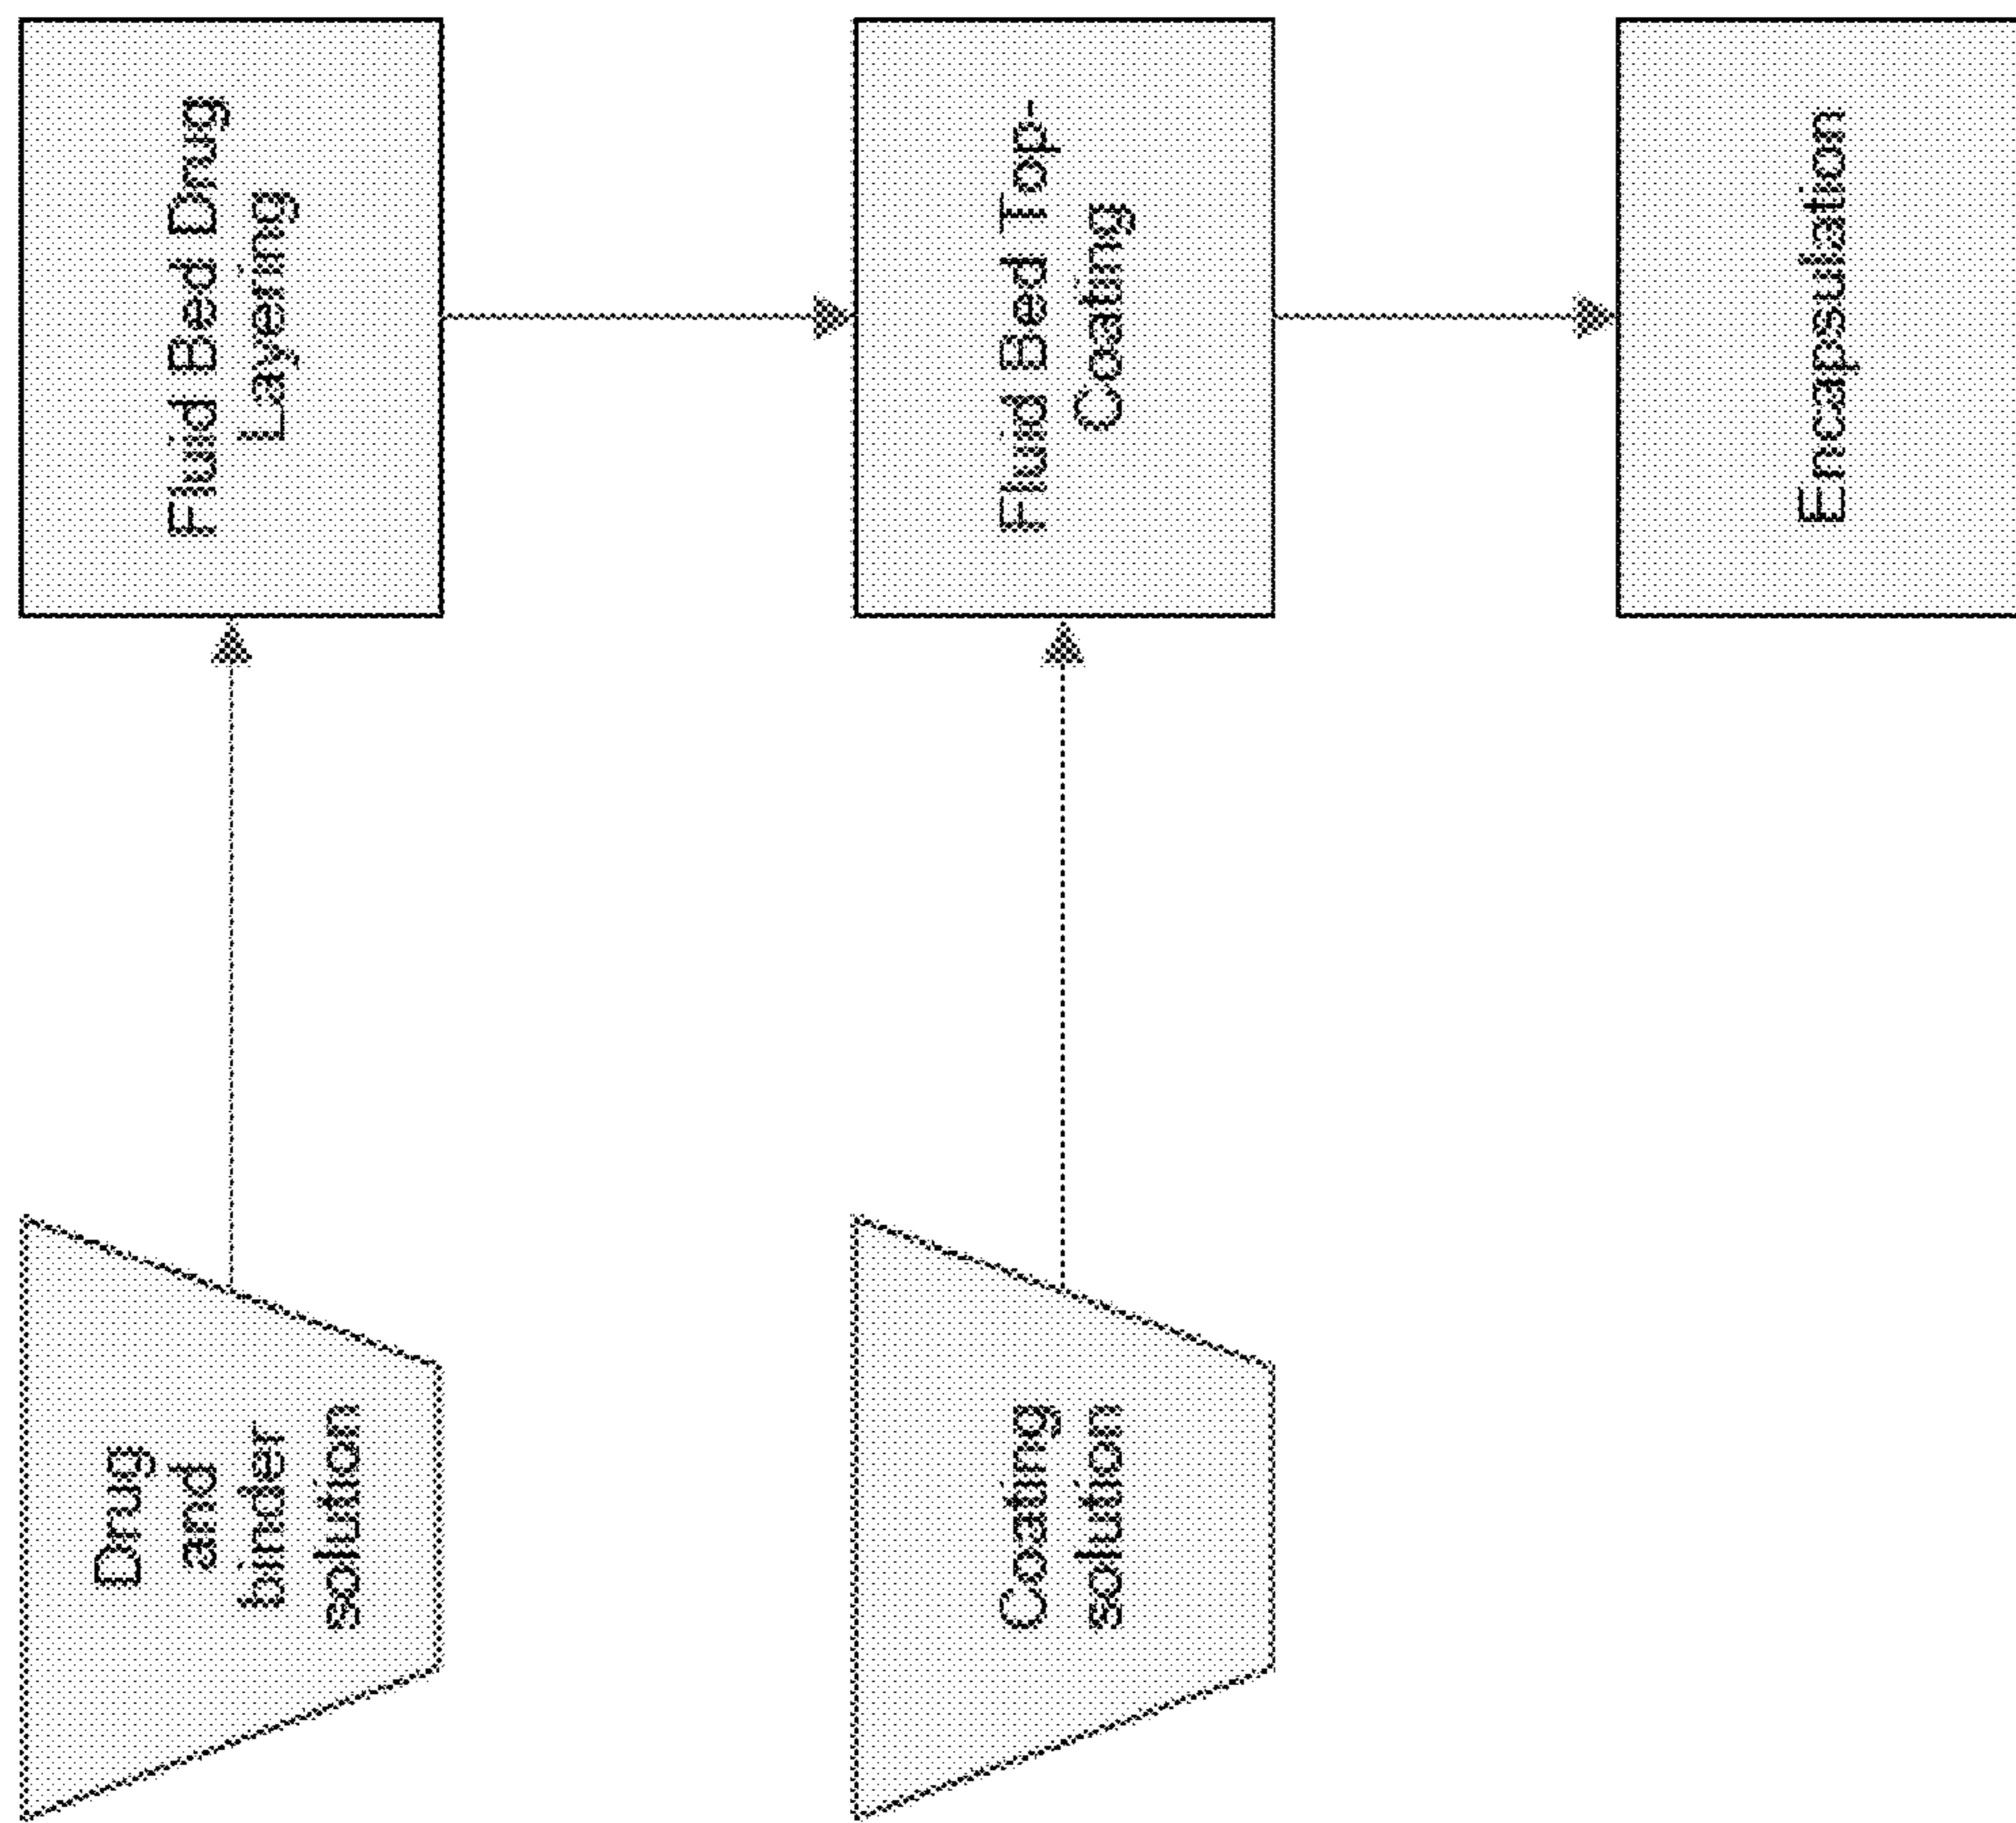 Drug
and
binder
solution
Fluid Bed Drug
Layering
Coating
solution
Fluid Bed Top-
Coating
Encapsulation